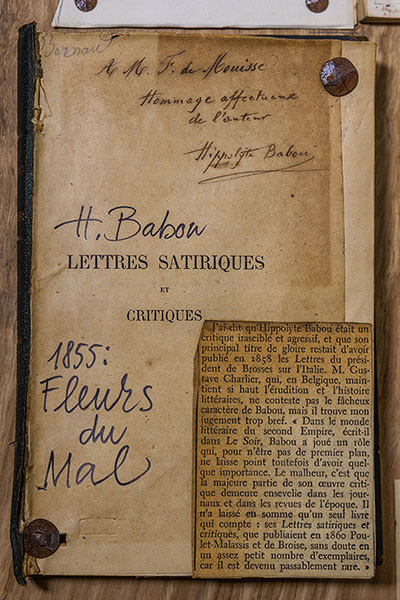 A M. F. de Mouisse
Hommage affectueux
de l'auteur
Hippolyte Babou
H. Babou
LETTRES SATIRIQUES
ET
CRITIQUES
1855:
Fleurs
du
Mal
J'ai dit qu'Hippolyte Babou était un
critique irascible et agressif, et que son
principal titre de gloire restait d'avoir
publié en 1858 les Lettres du prési-
dent de Brosses sur l'Italie. M. Gus-
tave Charlier, qui, en Belgique, main-
tient si haut l'érudition et l'histoire
littéraires, ne conteste pas le fâcheux
caractère de Babou, mais il trouve mon
jugement trop bref. « Dans le monde
littéraire du second Empire, écrit-il
dans Le Soir, Babou a joué un rôle
qui, pour n'être pas de premier plan,
ne laisse point toutefois d'avoir quel-
que importance. Le malheur, c'est que
la majeure partie de son œuvre criti-
que demeure ensevelie dans les jour-
naux et dans les revues de l'époque. Il
n'a laissé en somme qu'un seul livre
qui compte : ses Lettres satiriques et
critiques, que publiaient en 1860 Pou-
let-Malassis et de Broise, sans doute en
un assez petit nombre d'exemplaires,
car il est devenu passablement rare. »